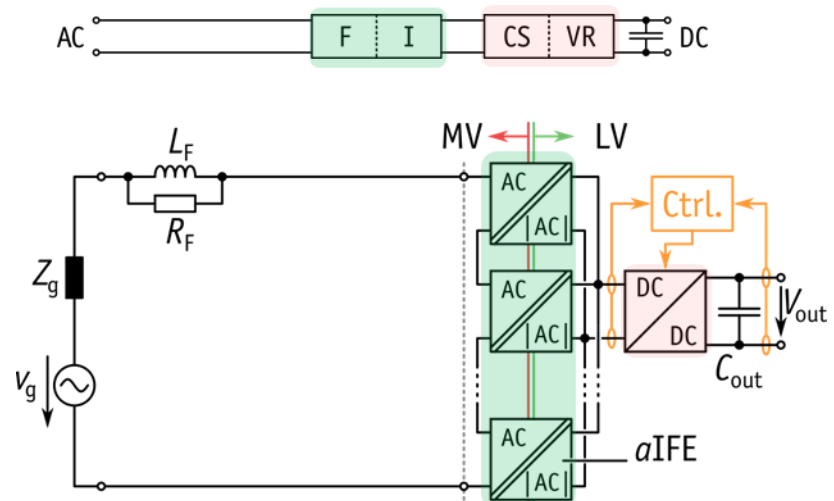 AC F I CS VR DC
MV LV
L_F
R_F
Z_g
v_g
AC
|AC|
AC
|AC|
AC
|AC|
Ctrl.
DC
DC
V_out
C_out
aIFE